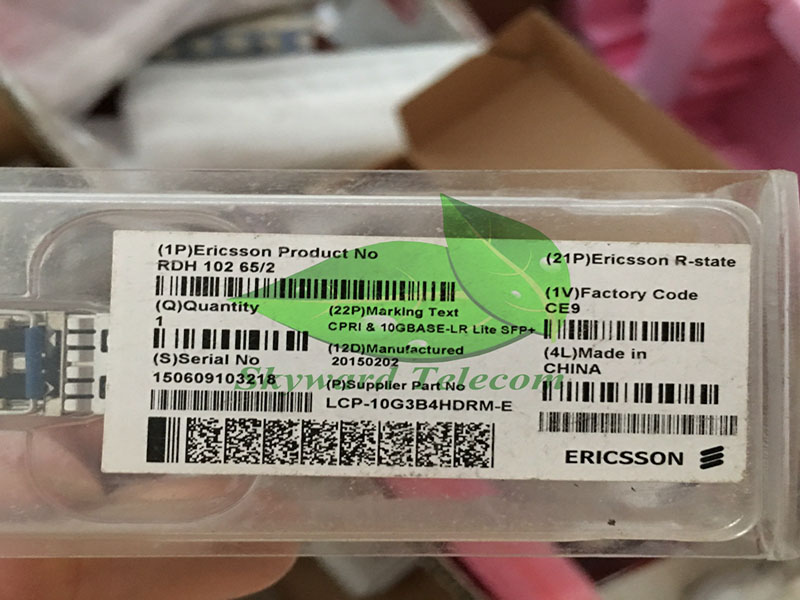 (1P)Ericsson Product No
RDH 102 65/2
(Q)Quantity
1
(S)Serial No
150609103218
(22P)Marking Text
CPRI & 10GBASE-LR Lite SFP+
(12D)Manufactured
20150202
(P)Supplier Part No
LCP-10G3B4HDRM-E
(21P)Ericsson R-state
(1V)Factory Code
CE9
(4L)Made in
CHINA
ERICSSON
Skyward Telecom